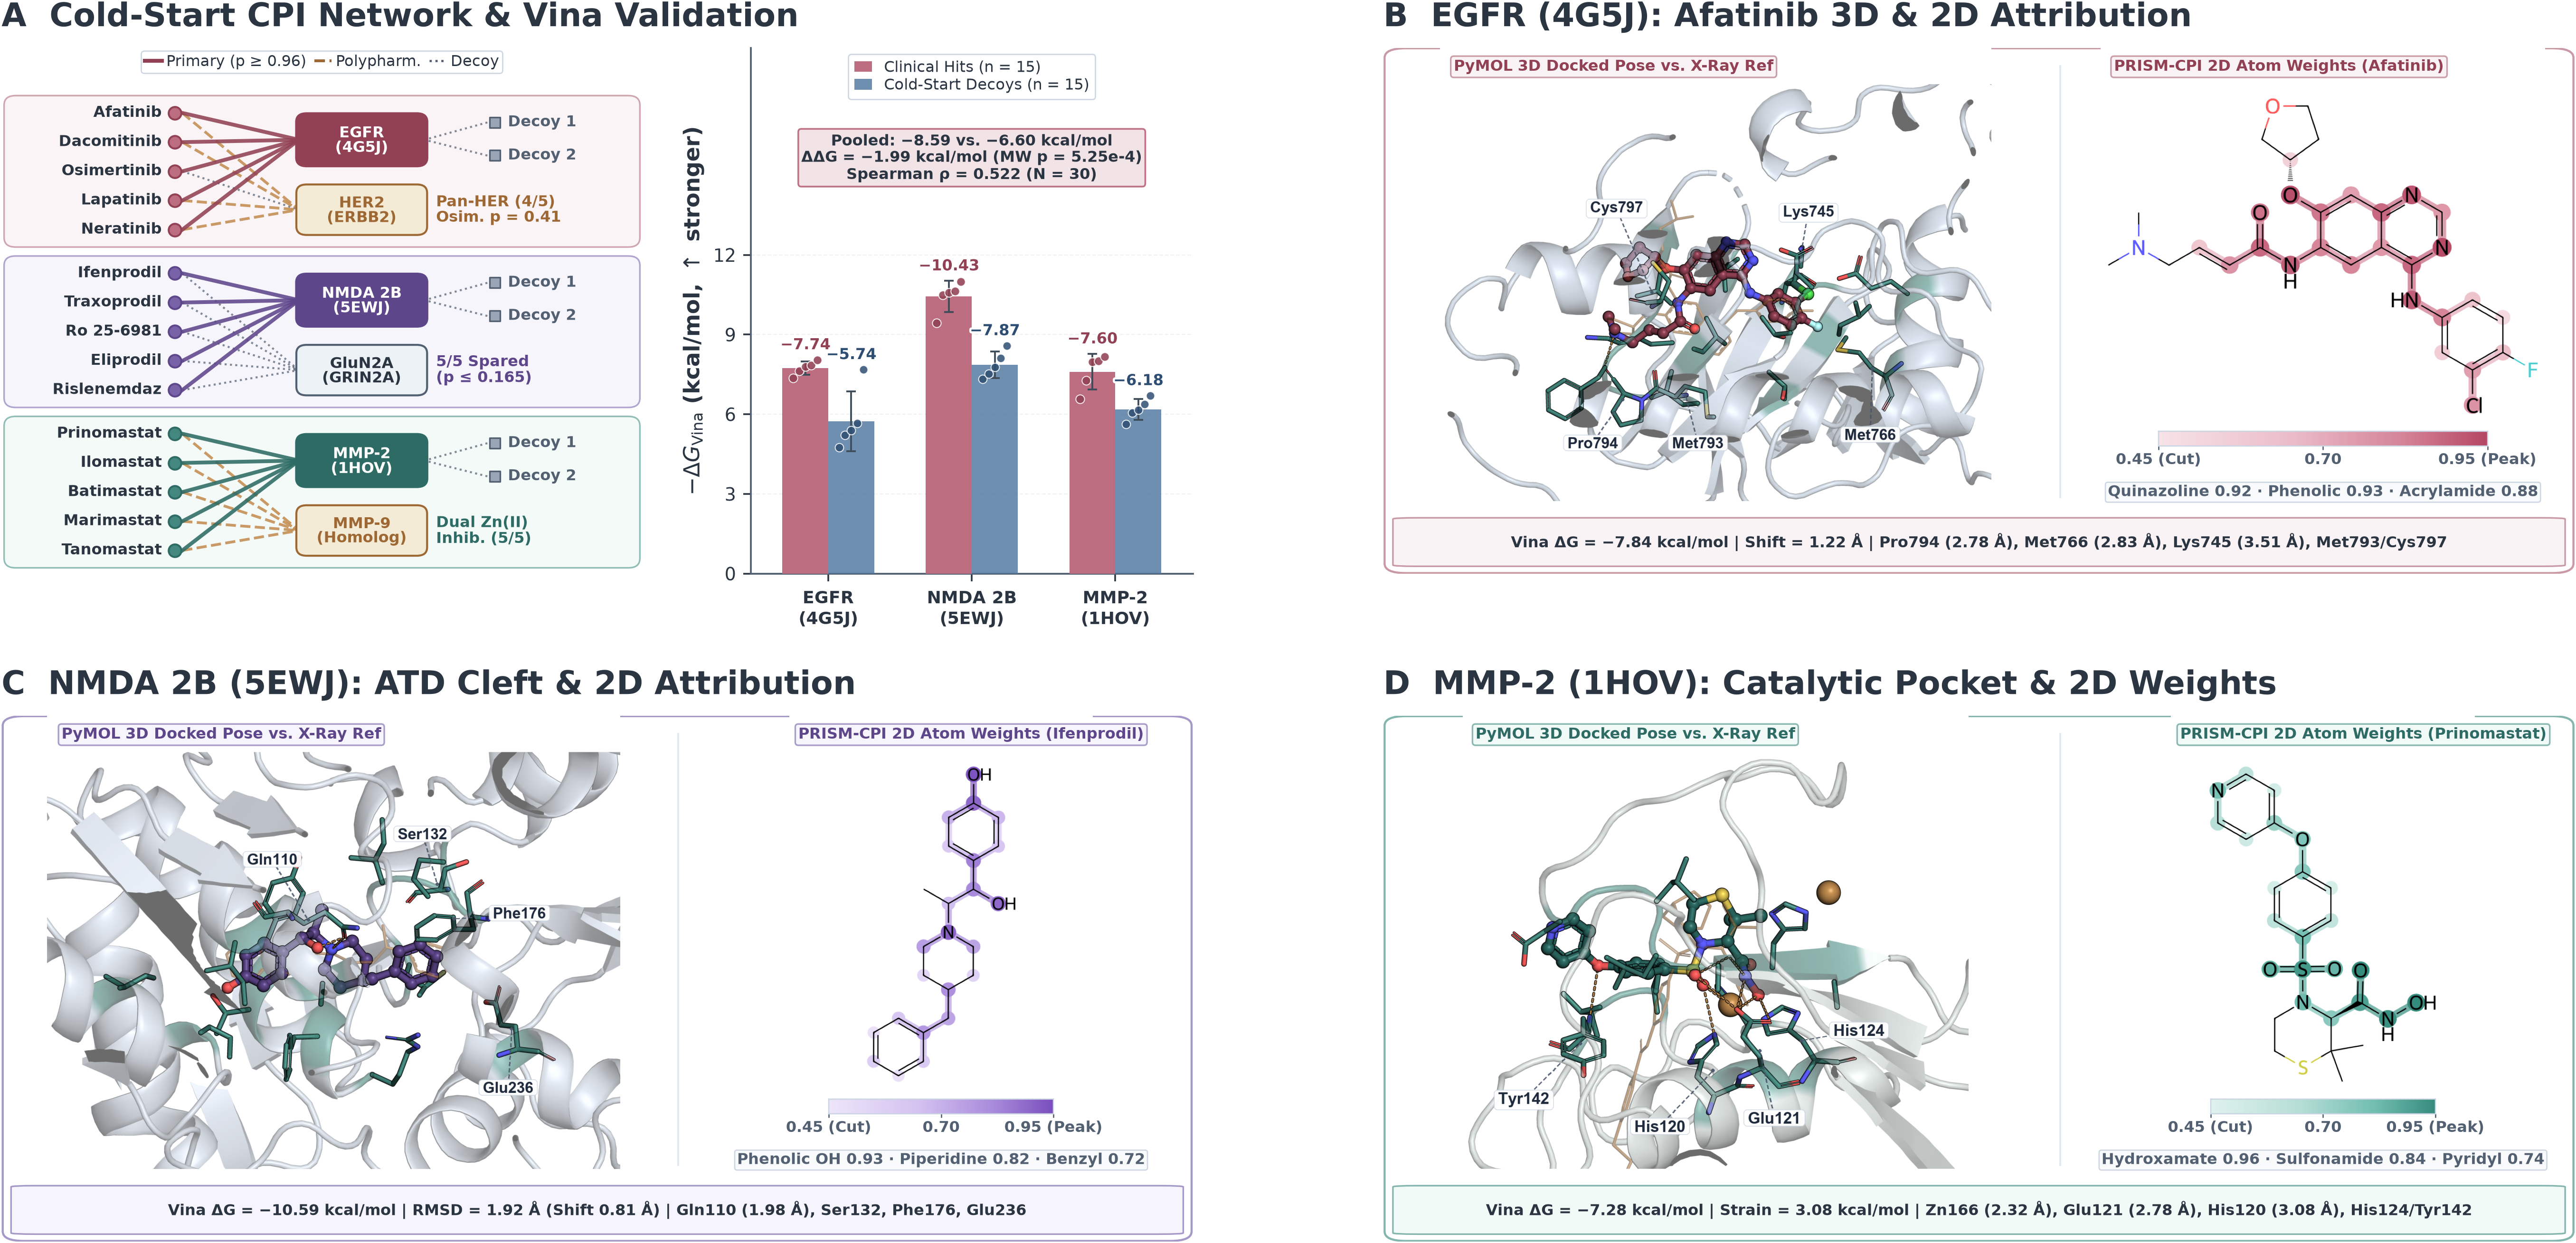 A Cold-Start CPI Network & Vina Validation
Primary (p ≥ 0.96) Polypharm. Decoy
Afatinib
Dacomitinib
Osimertinib
Lapatinib
Neratinib
EGFR
(4G5J)
HER2
(ERBB2)
Decoy 1
Decoy 2
Pan-HER (4/5)
Osim. p = 0.41
Ifenprodil
Traxoprodil
Ro 25-6981
Eliprodil
Rislenemdaz
NMDA 2B
(5EWJ)
GluN2A
(GRIN2A)
Decoy 1
Decoy 2
5/5 Spared
(p ≤ 0.165)
Prinomastat
Ilomastat
Batimastat
Marimastat
Tanomastat
MMP-2
(1HOV)
MMP-9
(Homolog)
Decoy 1
Decoy 2
Dual Zn(II)
Inhib. (5/5)
Clinical Hits (n = 15)
Cold-Start Decoys (n = 15)
Pooled: −8.59 vs. −6.60 kcal/mol
ΔΔG = −1.99 kcal/mol (MW p = 5.25e-4)
Spearman ρ = 0.522 (N = 30)
−ΔGVina (kcal/mol, ↑ stronger)
12
9
6
3
0
−7.74
−5.74
−10.43
−7.87
−7.60
−6.18
EGFR
(4G5J)
NMDA 2B
(5EWJ)
MMP-2
(1HOV)
B EGFR (4G5J): Afatinib 3D & 2D Attribution
PyMOL 3D Docked Pose vs. X-Ray Ref
Cys797
Lys745
Pro794
Met793
Met766
PRISM-CPI 2D Atom Weights (Afatinib)
O
O
N
O
N
N
N
H
HN
F
Cl
0.45 (Cut) 0.70 0.95 (Peak)
Quinazoline 0.92 · Phenolic 0.93 · Acrylamide 0.88
Vina ΔG = −7.84 kcal/mol | Shift = 1.22 Å | Pro794 (2.78 Å), Met766 (2.83 Å), Lys745 (3.51 Å), Met793/Cys797
C NMDA 2B (5EWJ): ATD Cleft & 2D Attribution
PyMOL 3D Docked Pose vs. X-Ray Ref
Ser132
Gln110
Phe176
Glu236
PRISM-CPI 2D Atom Weights (Ifenprodil)
OH
OH
N
0.45 (Cut) 0.70 0.95 (Peak)
Phenolic OH 0.93 · Piperidine 0.82 · Benzyl 0.72
Vina ΔG = −10.59 kcal/mol | RMSD = 1.92 Å (Shift 0.81 Å) | Gln110 (1.98 Å), Ser132, Phe176, Glu236
D MMP-2 (1HOV): Catalytic Pocket & 2D Weights
PyMOL 3D Docked Pose vs. X-Ray Ref
His124
Tyr142
Glu121
His120
PRISM-CPI 2D Atom Weights (Prinomastat)
N
O
O S O O
N OH
N
H
S
0.45 (Cut) 0.70 0.95 (Peak)
Hydroxamate 0.96 · Sulfonamide 0.84 · Pyridyl 0.74
Vina ΔG = −7.28 kcal/mol | Strain = 3.08 kcal/mol | Zn166 (2.32 Å), Glu121 (2.78 Å), His120 (3.08 Å), His124/Tyr142